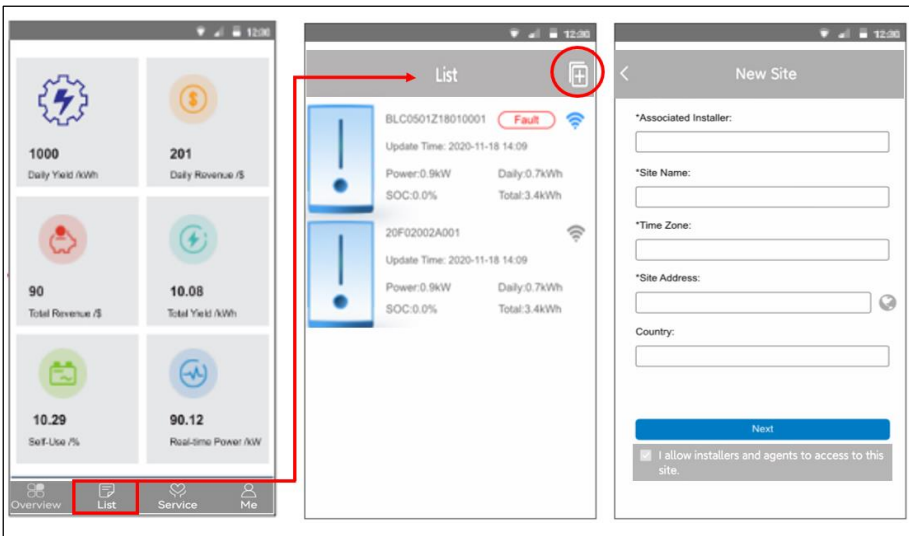 12:00
1000
201
Daily Yield /kWh
Daily Revenue /$
90
10.08
Total Revenue /$
Total Yield /kWh
10.29
90.12
Self-Use /%
Real-time Power /kW
Overview
List
Service
Me
12:00
List
BLC0501Z18010001 Fault
Update Time: 2020-11-18 14:09
Power:0.9kW Daily:0.7kWh
SOC:0.0% Total:3.4kWh
20F02002A001
Update Time: 2020-11-18 14:09
Power:0.9kW Daily:0.7kWh
SOC:0.0% Total:3.4kWh
12:00
New Site
*Associated Installer:
*Site Name:
*Time Zone:
*Site Address:
Country:
Next
I allow installers and agents to access to this
site.